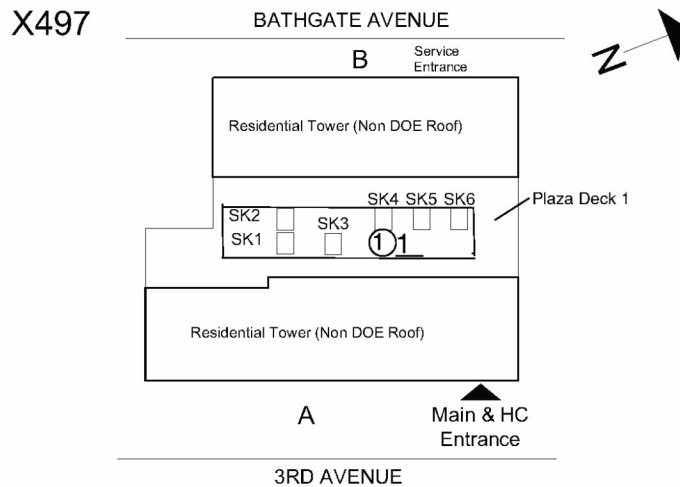 X497
BATHGATE AVENUE
B
Service
Entrance
N
Residential Tower (Non DOE Roof)
SK4 SK5 SK6
Plaza Deck 1
SK2
SK3
SK1
1 1
Residential Tower (Non DOE Roof)
A
Main & HC
Entrance
3RD AVENUE